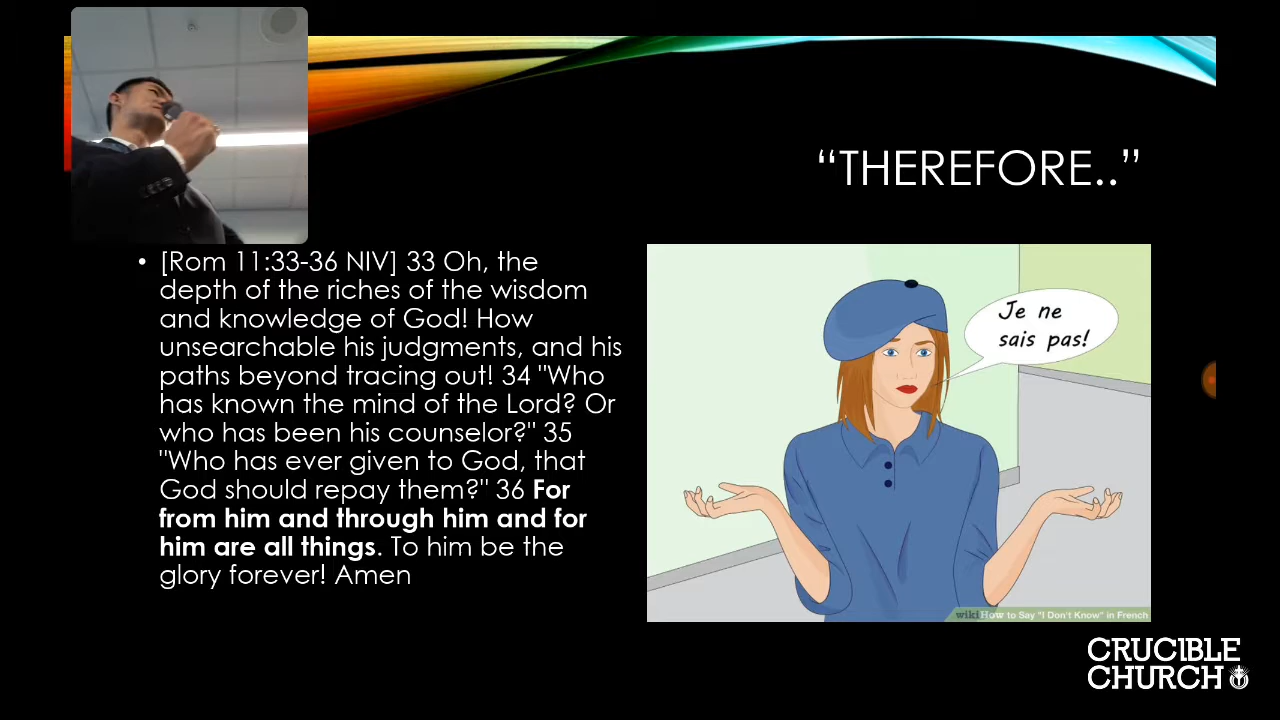 “THEREFORE..”
• [Rom 11:33-36 NIV] 33 Oh, the
depth of the riches of the wisdom
and knowledge of God! How
unsearchable his judgments, and his
paths beyond tracing out! 34 "Who
has known the mind of the Lord? Or
who has been his counselor?" 35
"Who has ever given to God, that
God should repay them?" 36 For
from him and through him and for
him are all things. To him be the
glory forever! Amen
Je ne
sais pas!
wikiHow to Say "I Don't Know" in French
CRUCIBLE
CHURCH